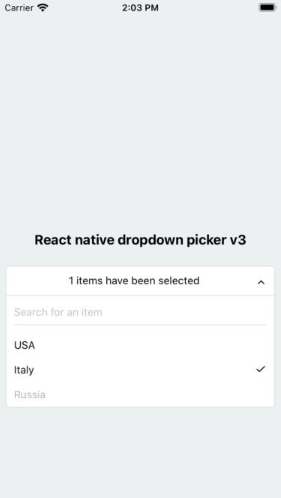 Carrier
2:03 PM
React native dropdown picker v3
1 items have been selected
Search for an item
USA
Italy
Russia